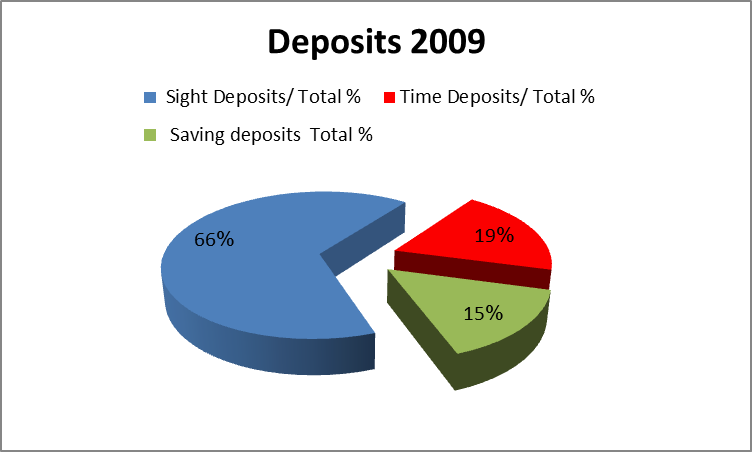 Deposits 2009
Sight Deposits/ Total % Time Deposits/ Total %
Saving deposits Total %
66%
19%
15%